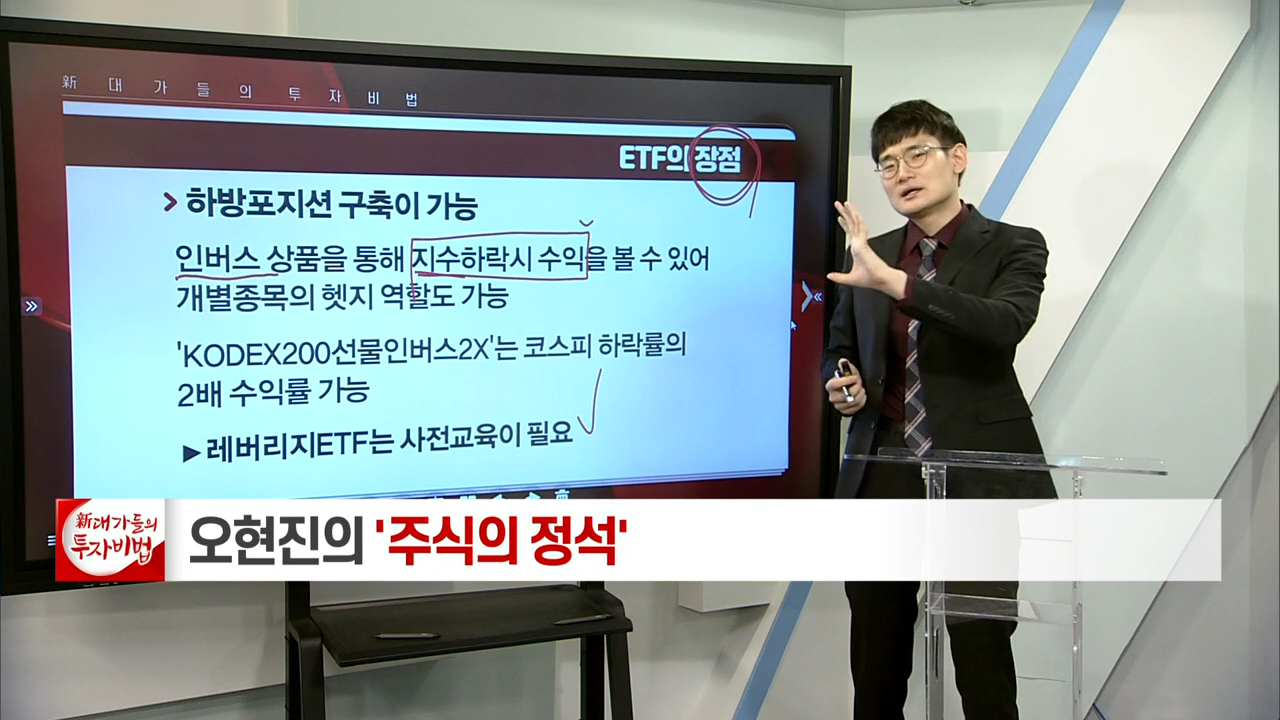 新 대 가 들 의 투 자 비 법
ETF의 장점
하방포지션 구축이 가능
인버스 상품을 통해 지수하락시 수익을 볼 수 있어
개별종목의 헷지 역할도 가능
'KODEX200선물인버스2X'는 코스피 하락률의
2배 수익률 가능
▶레버리지ETF는 사전교육이 필요
新대가들의
투자비법
오현진의 '주식의 정석'